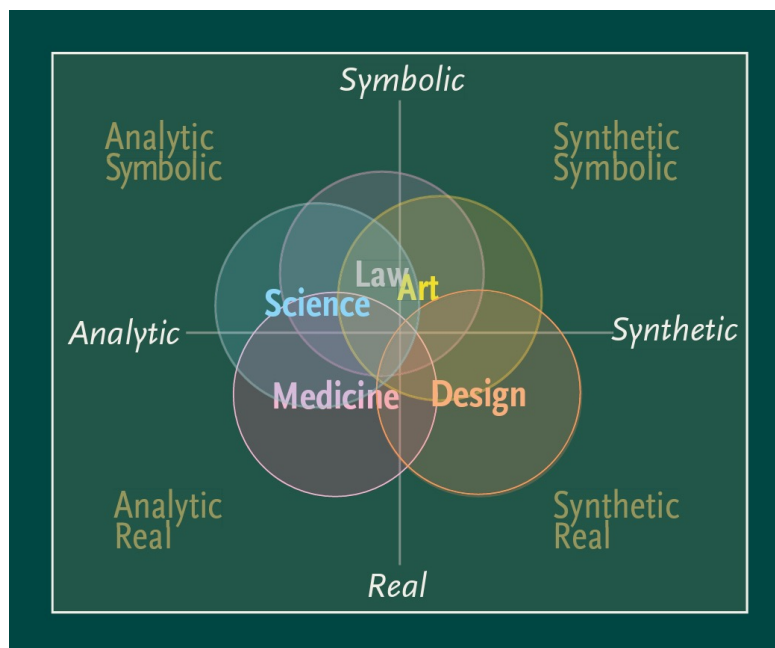 Symbolic
Analytic
Symbolic
Synthetic
Symbolic
Law
Art
Science
Analytic
Synthetic
Medicine
Design
Analytic
Real
Synthetic
Real
Real